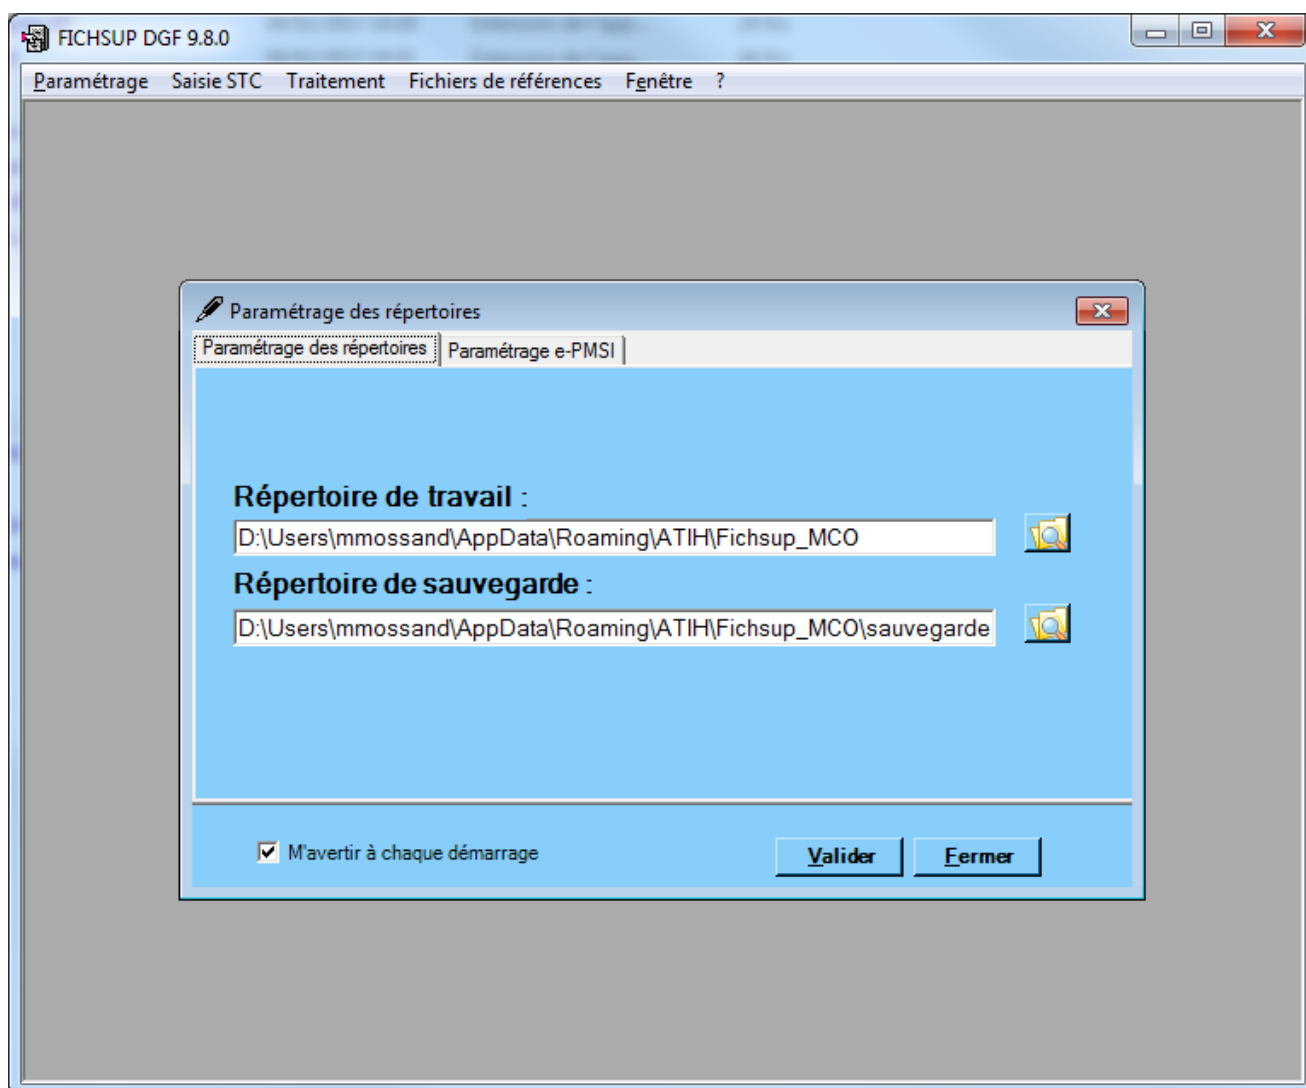 FICHSUP DGF 9.8.0
Paramétrage Saisie STC Traitement Fichiers de références Fenêtre ?
Paramétrage des répertoires
Paramétrage des répertoires Paramétrage e-PMSI
Répertoire de travail :
D:\Users\mmossand\AppData\Roaming\ATIH\Fichsup_MCO
Répertoire de sauvegarde :
D:\Users\mmossand\AppData\Roaming\ATIH\Fichsup_MCO\sauvegarde
M'avertir à chaque démarrage Valider Fermer